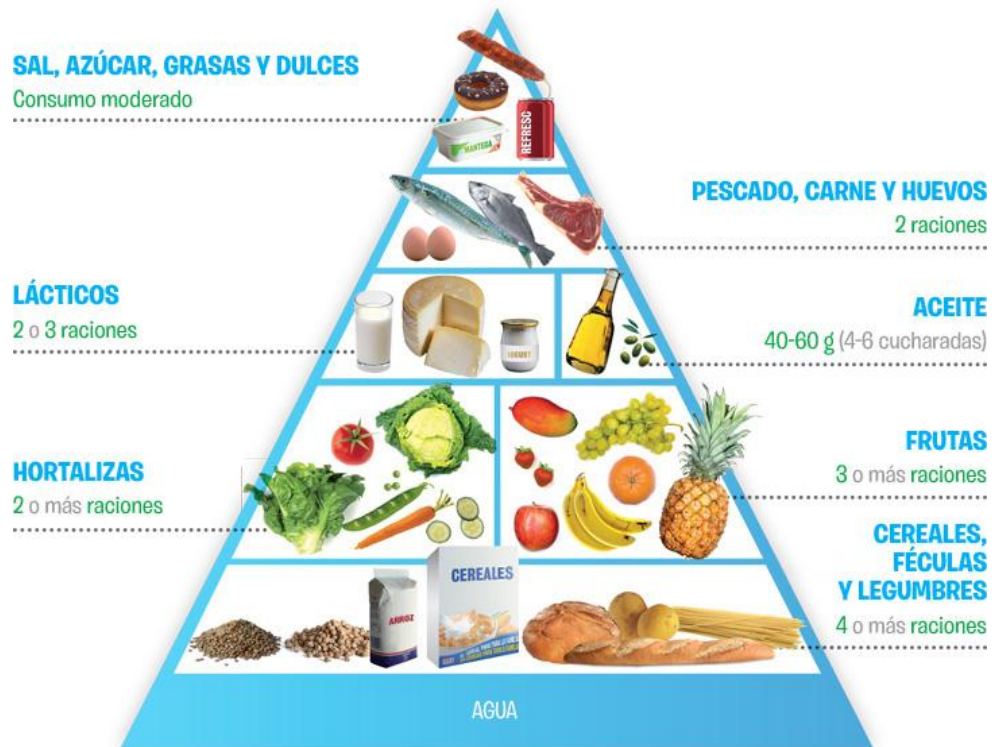 SAL, AZÚCAR, GRASAS Y DULCES
Consumo moderado
REFRESC
MANTEGA
PESCADO, CARNE Y HUEVOS
2 raciones
LÁCTICOS
2 o 3 raciones
IOGURT
ACEITE
40-60 g (4-6 cucharadas)
HORTALIZAS
2 o más raciones
FRUTAS
3 o más raciones
CEREALES,
FÉCULAS
Y LEGUMBRES
4 o más raciones
ARROZ
CEREALES
AGUA